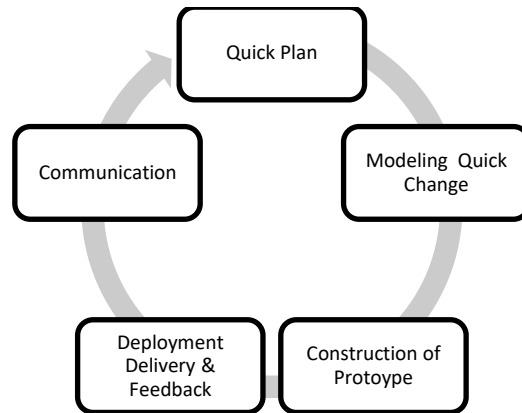 Quick Plan
Modeling Quick
Change
Construction of
Protoype
Deployment
Delivery &
Feedback
Communication